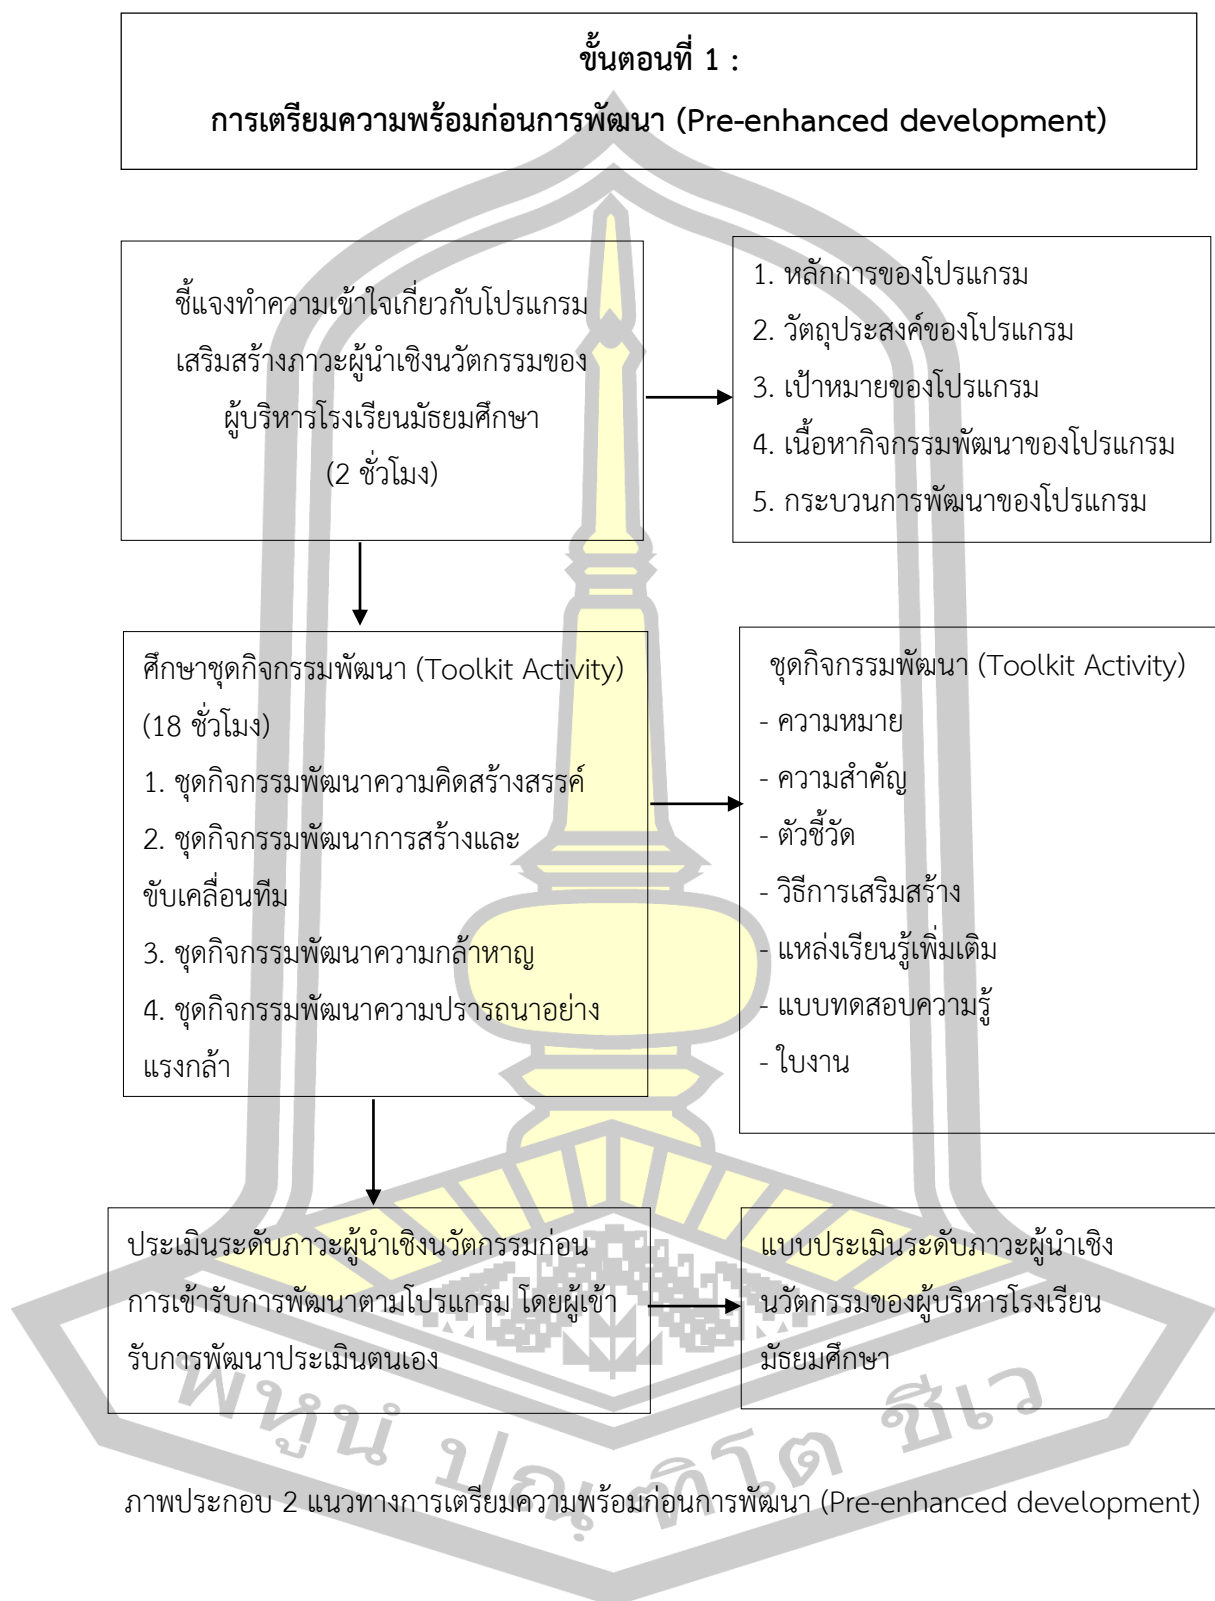 ขั้นตอนที่ 1 :
การเตรียมความพร้อมก่อนการพัฒนา (Pre-enhanced development)
ชี้แจงทำความเข้าใจเกี่ยวกับโปรแกรม
เสริมสร้างภาวะผู้นำเชิงนวัตกรรมของ
ผู้บริหารโรงเรียนมัธยมศึกษา
(2 ชั่วโมง)
1. หลักการของโปรแกรม
2. วัตถุประสงค์ของโปรแกรม
3. เป้าหมายของโปรแกรม
4. เนื้อหากิจกรรมพัฒนาของโปรแกรม
5. กระบวนการพัฒนาของโปรแกรม
ศึกษาชุดกิจกรรมพัฒนา (Toolkit Activity)
(18 ชั่วโมง)
1. ชุดกิจกรรมพัฒนาความคิดสร้างสรรค์
2. ชุดกิจกรรมพัฒนาการสร้างและ
ขับเคลื่อนทีม
3. ชุดกิจกรรมพัฒนาความกล้าหาญ
4. ชุดกิจกรรมพัฒนาความปรารถนาอย่าง
แรงกล้า
ชุดกิจกรรมพัฒนา (Toolkit Activity)
- ความหมาย
- ความสำคัญ
- ตัวชี้วัด
- วิธีการเสริมสร้าง
- แหล่งเรียนรู้เพิ่มเติม
- แบบทดสอบความรู้
- ใบงาน
ประเมินระดับภาวะผู้นำเชิงนวัตกรรมก่อน
การเข้ารับการพัฒนาตามโปรแกรม โดยผู้เข้า
รับการพัฒนาประเมินตนเอง
แบบประเมินระดับภาวะผู้นำเชิง
นวัตกรรมของผู้บริหารโรงเรียน
มัธยมศึกษา
พหูนํ ปณฺฑิโต ชีเว
ภาพประกอบ 2 แนวทางการเตรียมความพร้อมก่อนการพัฒนา (Pre-enhanced development)